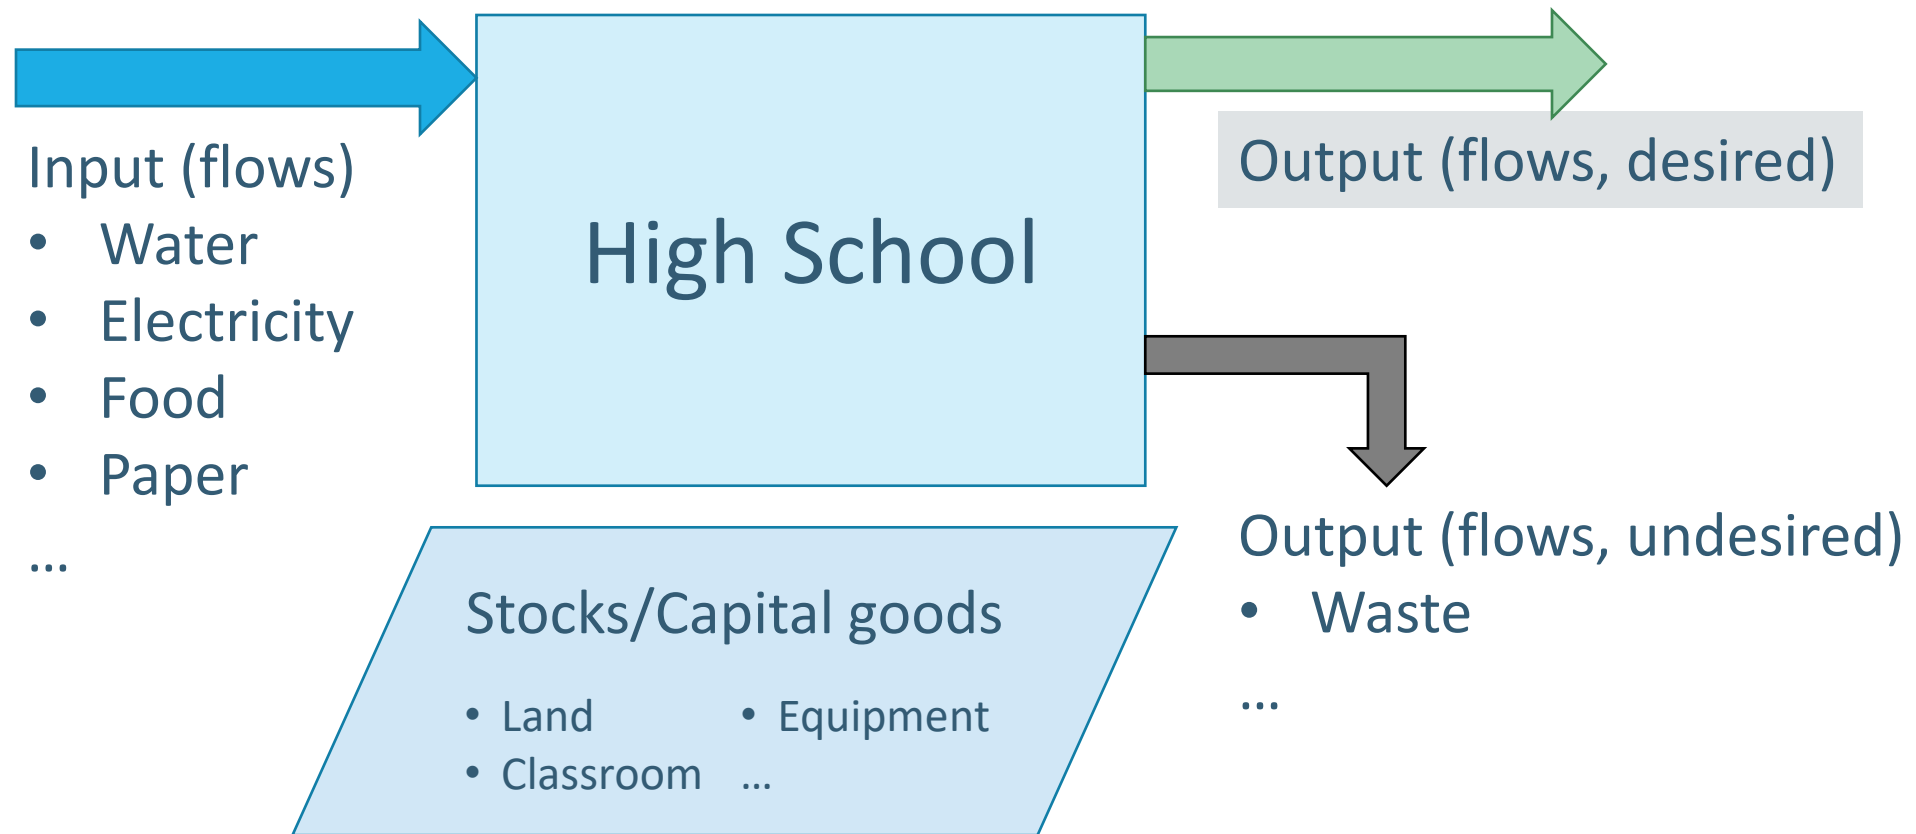 Input (flows)
• Water
• Electricity
• Food
• Paper
...
High School
Output (flows, desired)
Output (flows, undesired)
• Waste
...
Stocks/Capital goods
• Land
• Classroom
• Equipment
...